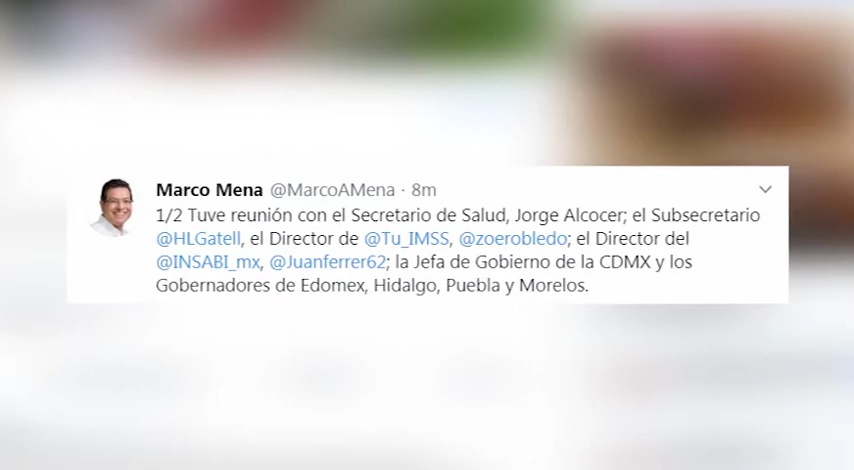 Marco Mena @MarcoAMena · 8m
1/2 Tuve reunión con el Secretario de Salud, Jorge Alcocer; el Subsecretario
@HLGatell, el Director de @Tu_IMSS, @zoerobledo; el Director del
@INSABI_mx, @Juanferrer62; la Jefa de Gobierno de la CDMX y los
Gobernadores de Edomex, Hidalgo, Puebla y Morelos.